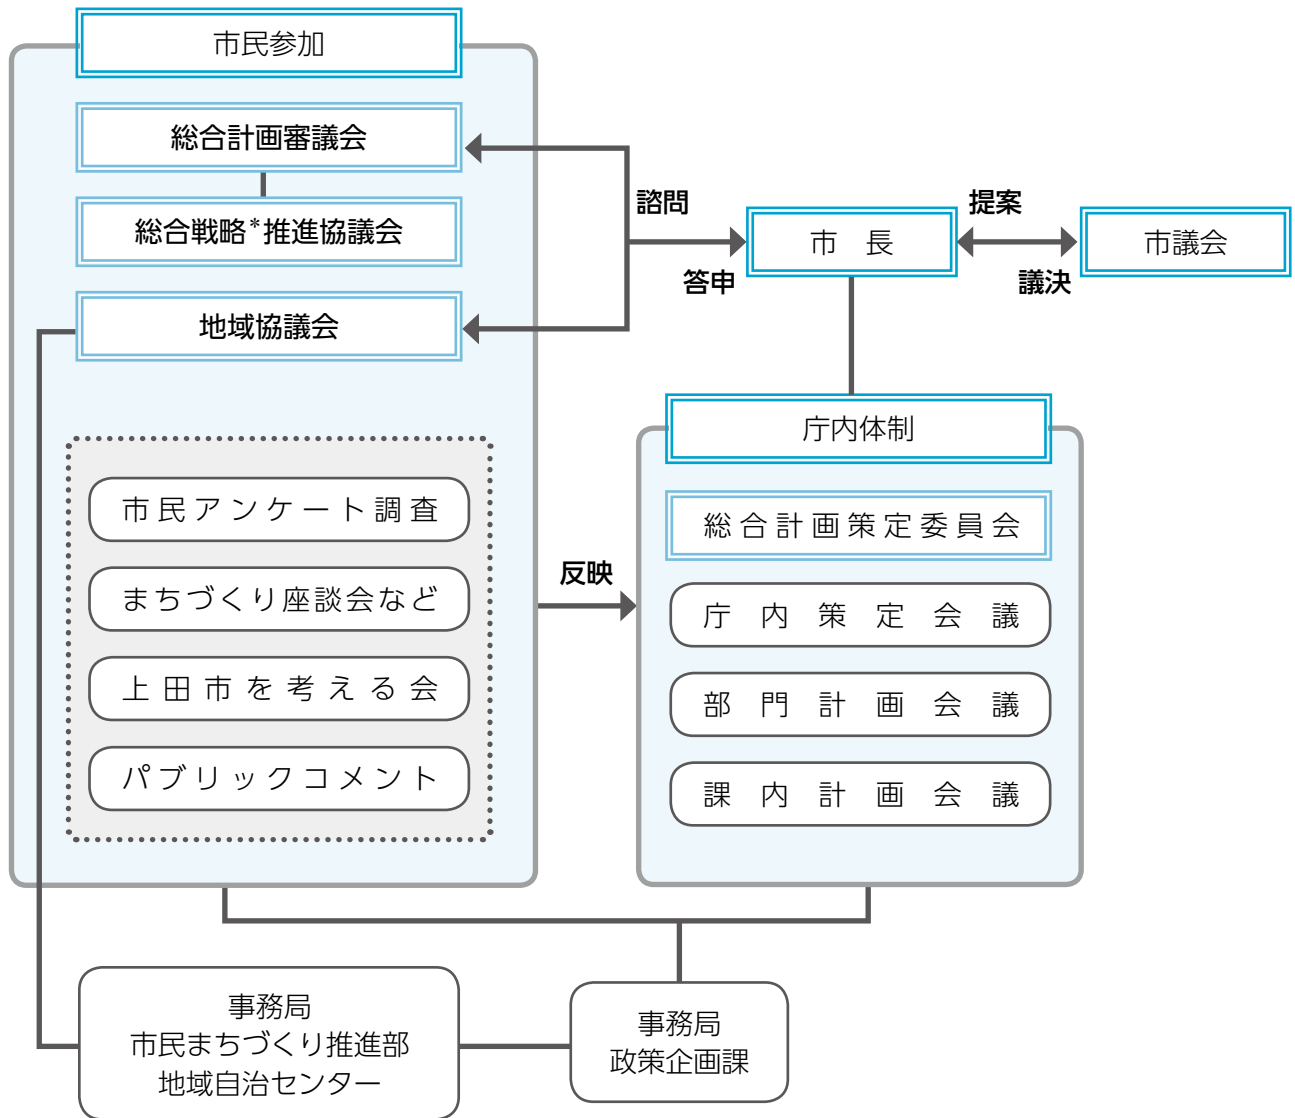 市民参加
総合計画審議会
総合戦略*推進協議会
地域協議会
市民アンケート調査
まちづくり座談会など
上田市を考える会
パブリックコメント
諮問
答申
市　長
提案
議決
市議会
反映
庁内体制
総合計画策定委員会
庁内策定会議
部門計画会議
課内計画会議
事務局
市民まちづくり推進部
地域自治センター
事務局
政策企画課